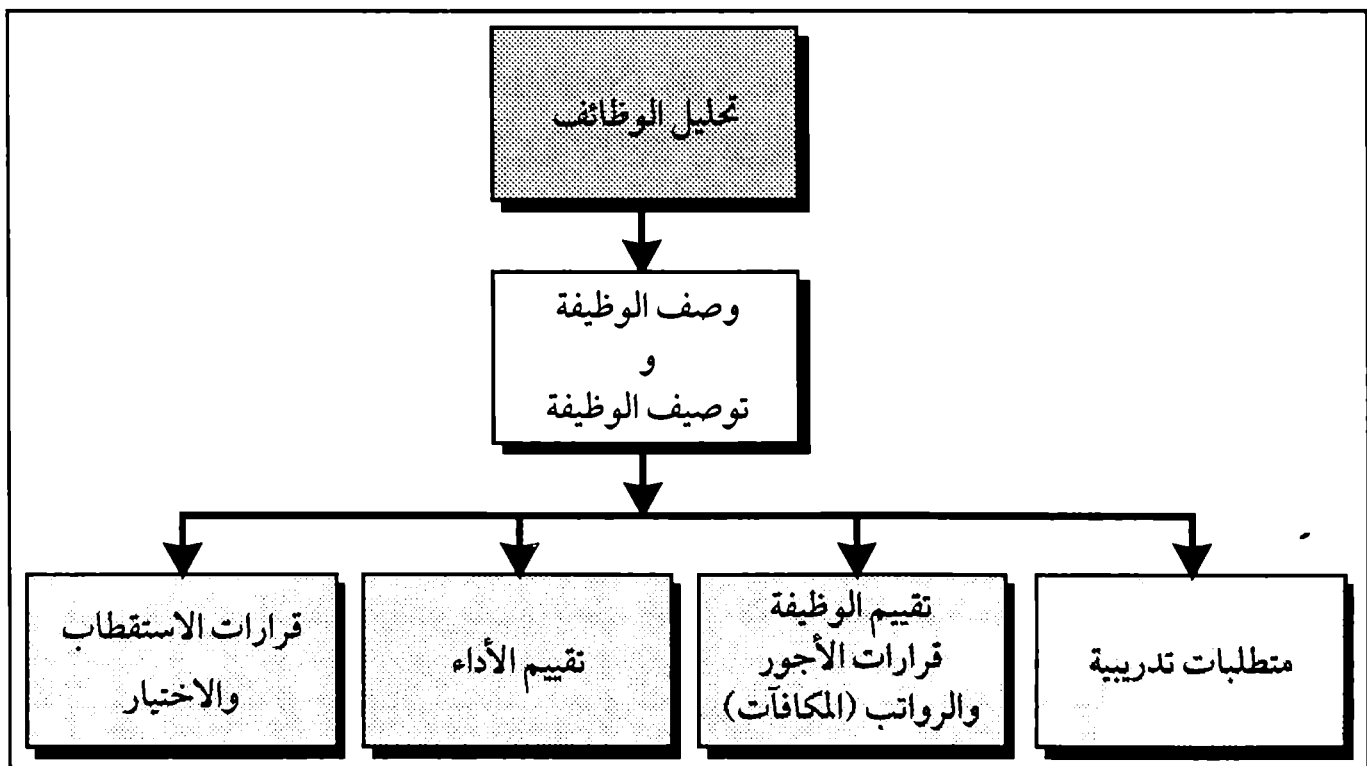 تحليل الوظائف
وصف الوظيفة
و
توصيف الوظيفة
متطلبات تدريبية
تقييم الوظيفة
قرارات الأجور
والرواتب (المكافآت)
تقييم الأداء
قرارات الاستقطاب
والاختيار